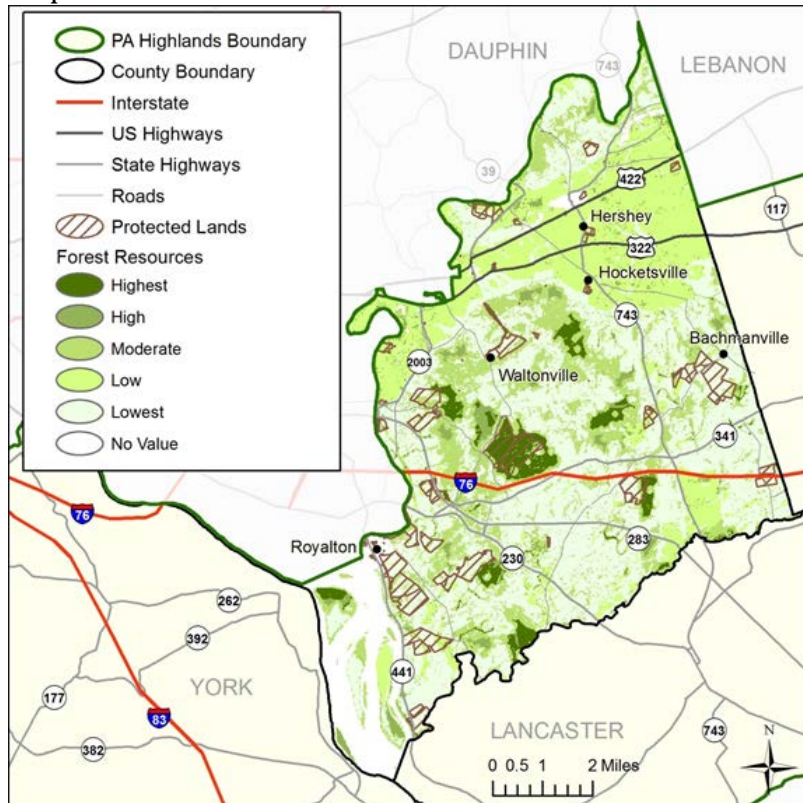 PA Highlands Boundary
County Boundary
Interstate
US Highways
State Highways
Roads
Protected Lands
Forest Resources
Highest
High
Moderate
Low
Lowest
No Value
DAUPHIN
743
LEBANON
39
422
117
Hershey
322
Hocketsville
743
Bachmanville
2003
Waltonville
341
76
76
Royalton
283
230
262
392
441
YORK
177
83
382
LANCASTER
743
N
0 0.5 1 2 Miles